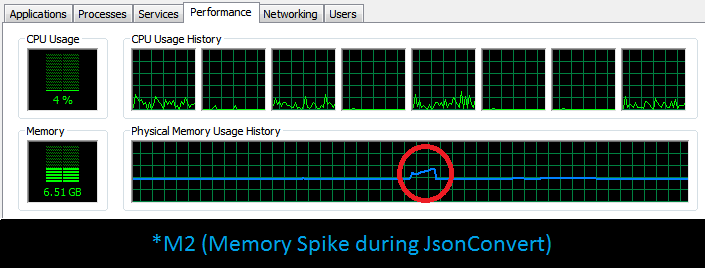 Applications Processes Services Performance Networking Users
CPU Usage CPU Usage History
4 %
Memory Physical Memory Usage History
6.51 GB
*M2 (Memory Spike during JsonConvert)